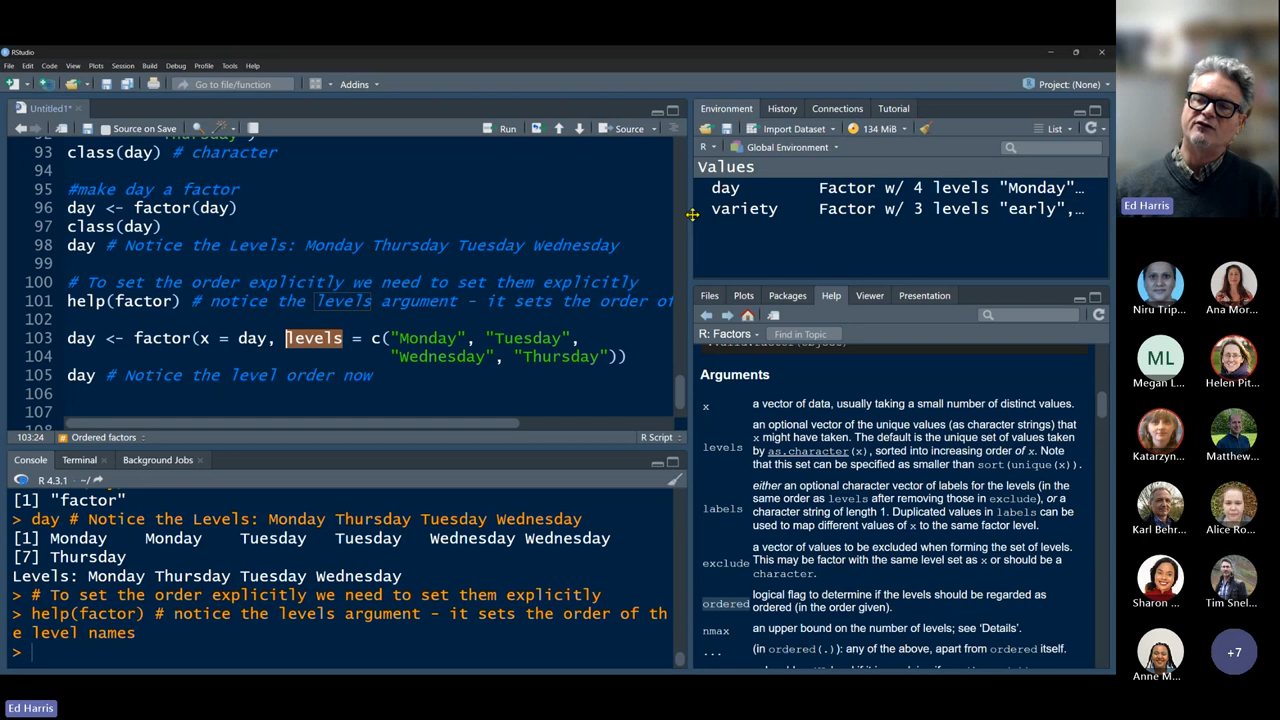 RStudio
File Edit Code View Plots Session Build Debug Profile Tools Help
Go to file/function Addins Project: (None)
Untitled1*
Source on Save Run Source
93 class(day) # character
94
95 #make day a factor
96 day <- factor(day)
97 class(day)
98 day # Notice the Levels: Monday Thursday Tuesday Wednesday
99
100 # To set the order explicitly we need to set them explicitly
101 help(factor) # notice the levels argument - it sets the order of
102
103 day <- factor(x = day, levels = c("Monday", "Tuesday",
104 "Wednesday", "Thursday"))
105 day # Notice the level order now
106
107
103:24 Ordered factors R Script
Console Terminal Background Jobs
R 4.3.1 · ~/
[1] "factor"
> day # Notice the Levels: Monday Thursday Tuesday Wednesday
[1] Monday Monday Tuesday Tuesday Wednesday Wednesday
[7] Thursday
Levels: Monday Thursday Tuesday Wednesday
> # To set the order explicitly we need to set them explicitly
> help(factor) # notice the levels argument - it sets the order of th
e level names
>
Environment History Connections Tutorial
Import Dataset 134 MiB List
R Global Environment
Values
day Factor w/ 4 levels "Monday"…
variety Factor w/ 3 levels "early",…
Files Plots Packages Help Viewer Presentation
R: Factors Find in Topic
Arguments
x a vector of data, usually taking a small number of distinct values.
levels an optional vector of the unique values (as character strings) that
x might have taken. The default is the unique set of values taken
by as.character(x), sorted into increasing order of x. Note
that this set can be specified as smaller than sort(unique(x)).
labels either an optional character vector of labels for the levels (in the
same order as levels after removing those in exclude), or a
character string of length 1. Duplicated values in labels can be
used to map different values of x to the same factor level.
exclude a vector of values to be excluded when forming the set of levels.
This may be factor with the same level set as x or should be a
character.
ordered logical flag to determine if the levels should be regarded as
ordered (in the order given).
nmax an upper bound on the number of levels; see ‘Details’.
... (in ordered(.)): any of the above, apart from ordered itself.
Ed Harris
Niru Trip... Ana Mor...
ML
Megan L... Helen Pit...
Katarzyn... Matthew...
Karl Behr... Alice Ro...
Sharon ... Tim Snel...
+7
Anne M...
Ed Harris